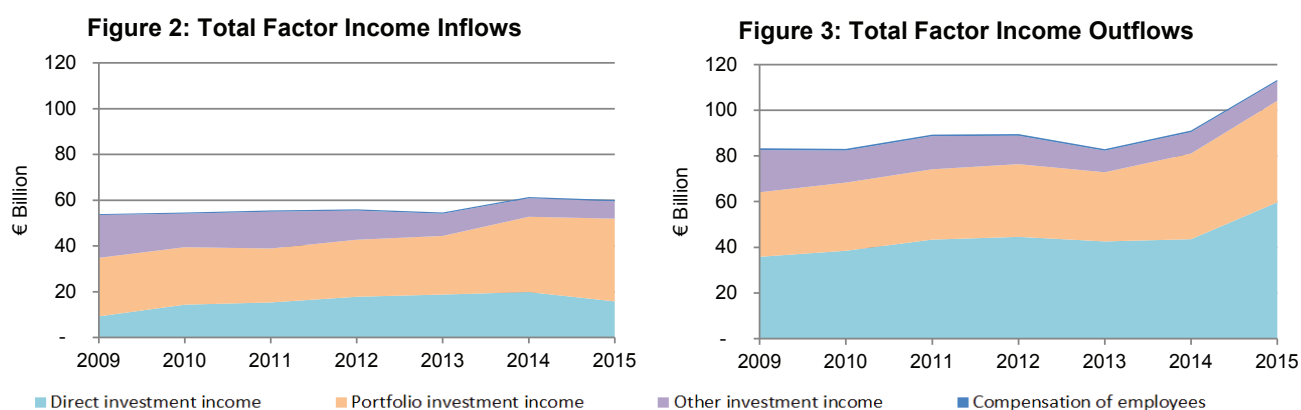 Figure 2: Total Factor Income Inflows
€ Billion
120
100
80
60
40
20
-
2009 2010 2011 2012 2013 2014 2015
Figure 3: Total Factor Income Outflows
€ Billion
120
100
80
60
40
20
-
2009 2010 2011 2012 2013 2014 2015
Direct investment income Portfolio investment income Other investment income Compensation of employees